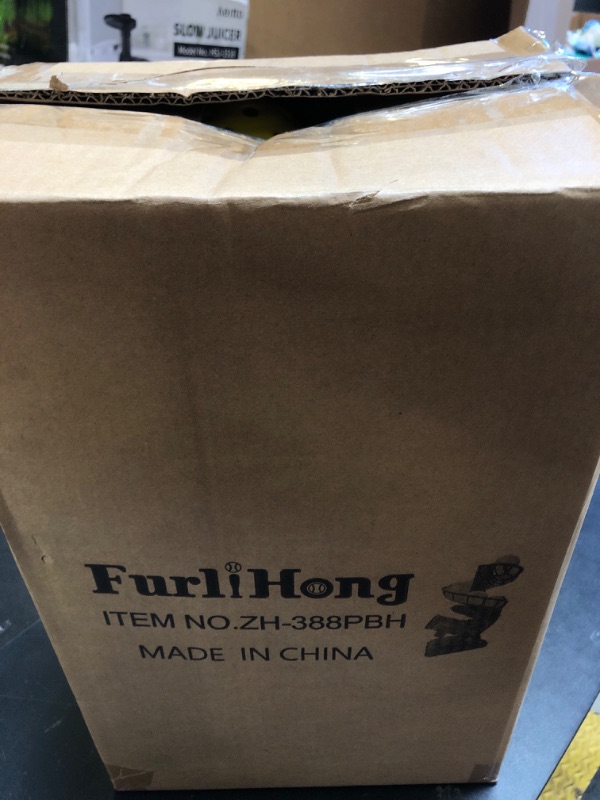 SLOW JUICER
FurliHong
ITEM NO.ZH-388PBH
MADE IN CHINA